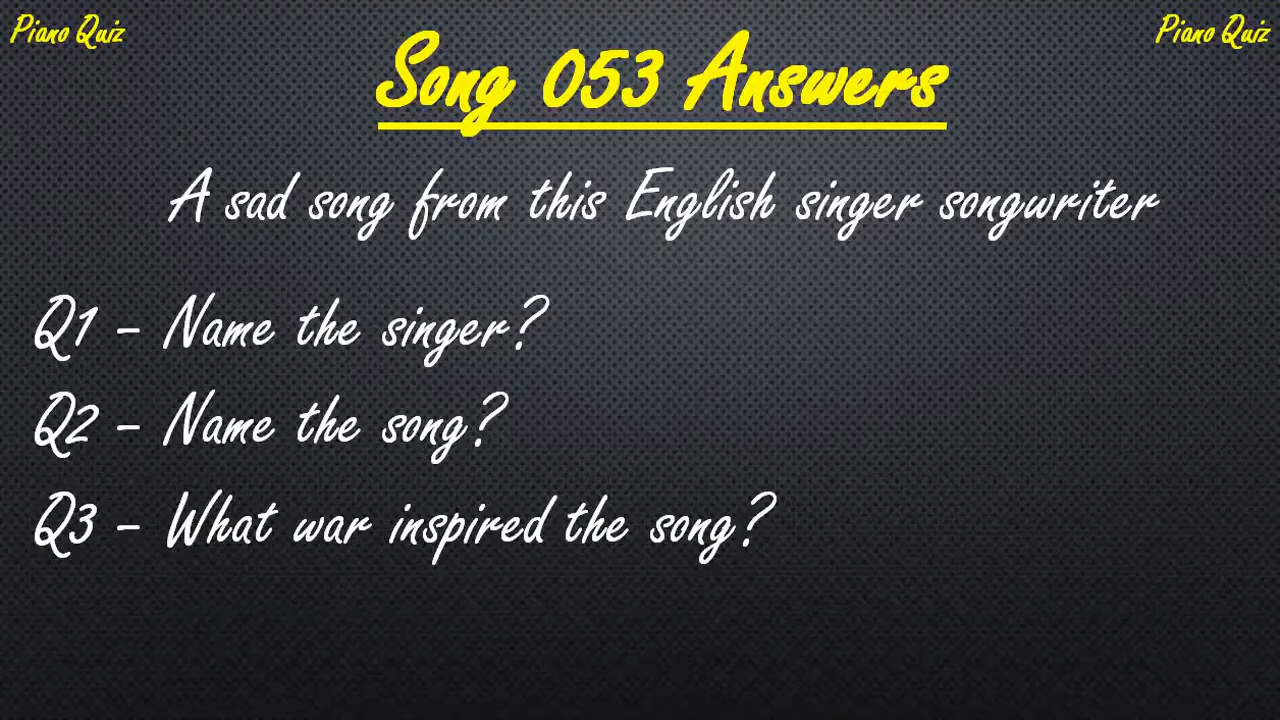 Piano Quiz
Piano Quiz
Song 053 Answers
A sad song from this English singer songwriter
Q1 – Name the singer?
Q2 – Name the song?
Q3 – What war inspired the song?